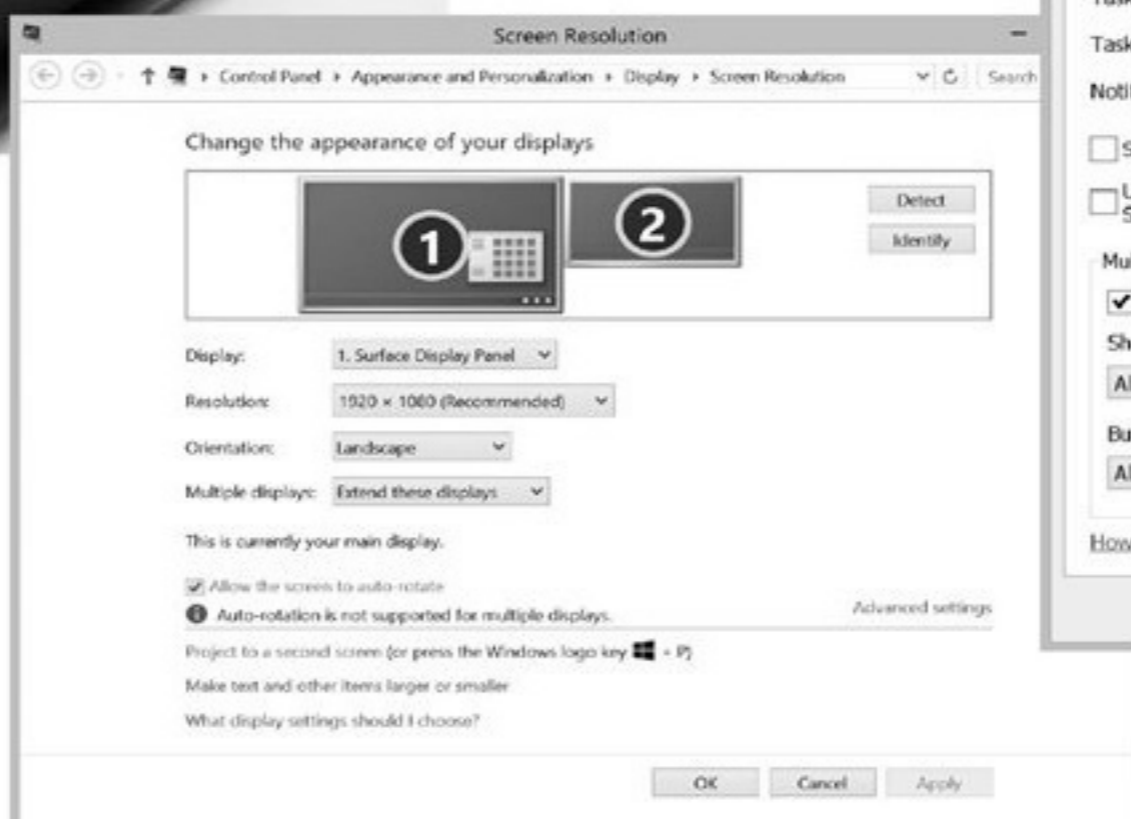 Screen Resolution
Control Panel ▸ Appearance and Personalization ▸ Display ▸ Screen Resolution
Search
Change the appearance of your displays
1
2
Detect
Identify
Display: 1. Surface Display Panel
Resolution: 1920 × 1080 (Recommended)
Orientation: Landscape
Multiple displays: Extend these displays
This is currently your main display.
Allow the screen to auto-rotate
Auto-rotation is not supported for multiple displays.
Advanced settings
Project to a second screen (or press the Windows logo key + P)
Make text and other items larger or smaller
What display settings should I choose?
OK Cancel Apply
Task
Noti
S
U
S
Mul
Sh
Al
Bu
Al
How